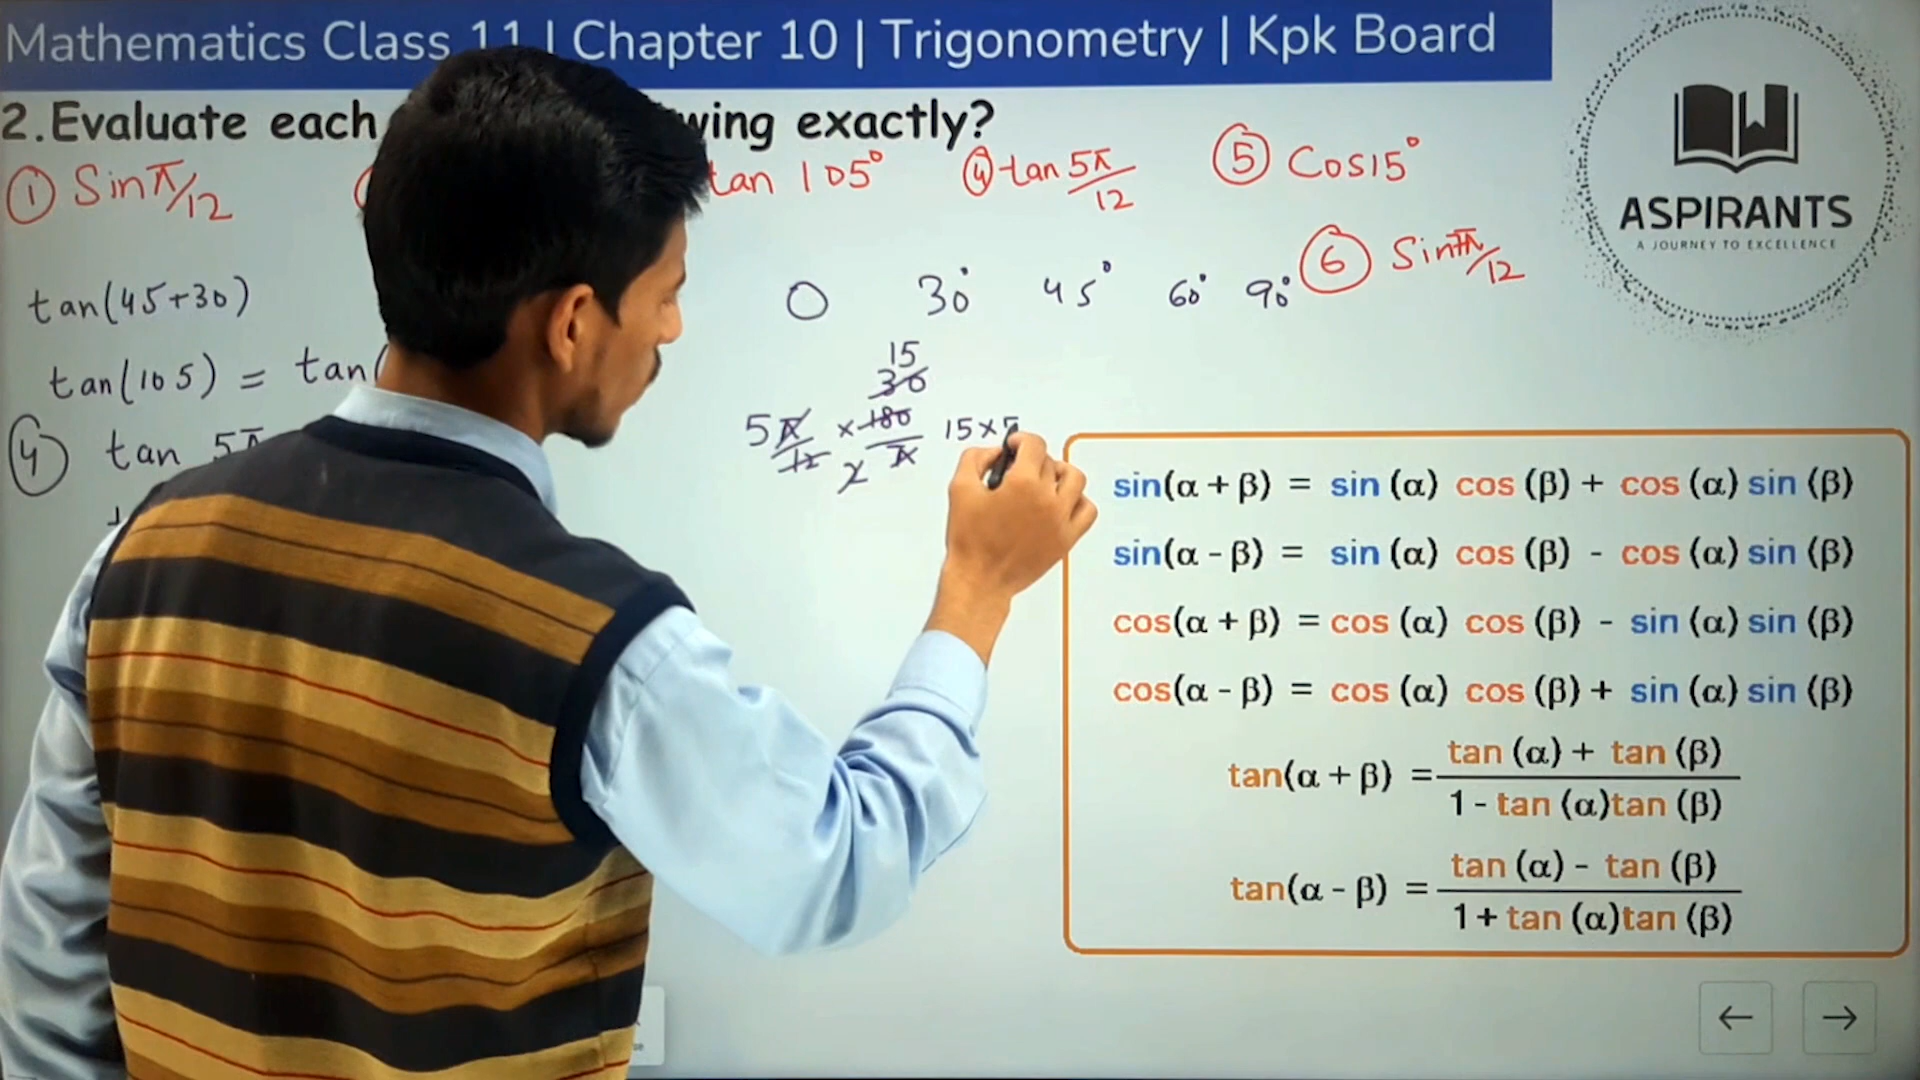 Mathematics Class 11 | Chapter 10 | Trigonometry | Kpk Board
ASPIRANTS
A JOURNEY TO EXCELLENCE
2.Evaluate each wing exactly?
① Sin π/12
tan 105°
④ tan 5π/12
⑤ Cos15°
⑥ Sin 7π/12
tan(45+30)
0 30° 45° 60° 90°
tan(105) = tan(
15
30
5π/12 × 180/π 15×5
2
④ tan 5π
sin(α + β) = sin (α) cos (β) + cos (α) sin (β)
sin(α - β) = sin (α) cos (β) - cos (α) sin (β)
cos(α + β) = cos (α) cos (β) - sin (α) sin (β)
cos(α - β) = cos (α) cos (β) + sin (α) sin (β)
tan(α + β) = tan (α) + tan (β)
1 - tan (α)tan (β)
tan(α - β) = tan (α) - tan (β)
1 + tan (α)tan (β)